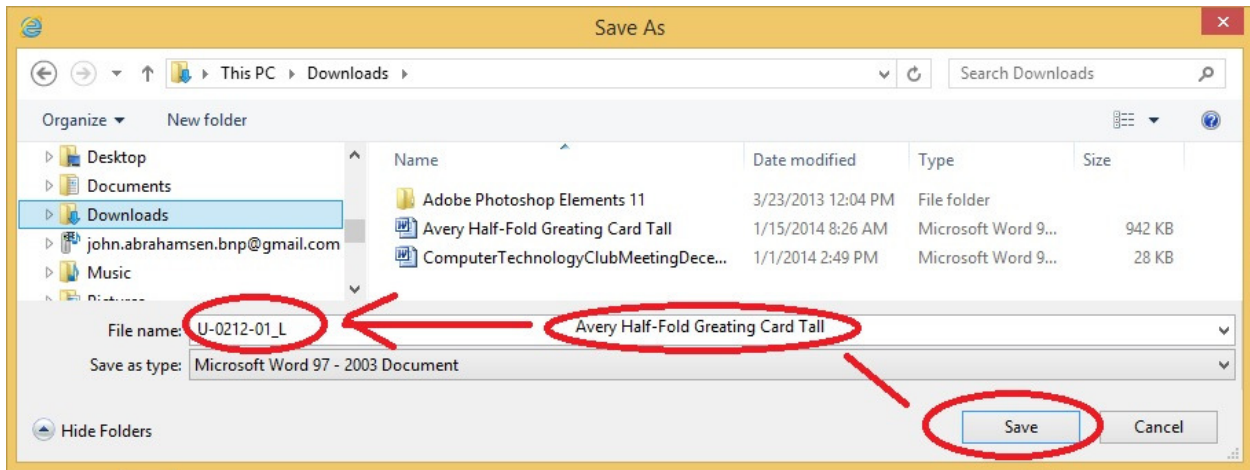 Save As
This PC Downloads
Search Downloads
Organize
New folder
Name Date modified Type Size
Desktop
Documents
Downloads
john.abrahamsen.bnp@gmail.com
Music
Adobe Photoshop Elements 11 3/23/2013 12:04 PM File folder
Avery Half-Fold Greating Card Tall 1/15/2014 8:26 AM Microsoft Word 9... 942 KB
ComputerTechnologyClubMeetingDece... 1/1/2014 2:49 PM Microsoft Word 9... 28 KB
File name: U-0212-01_L Avery Half-Fold Greating Card Tall
Save as type: Microsoft Word 97 - 2003 Document
Hide Folders
Save
Cancel